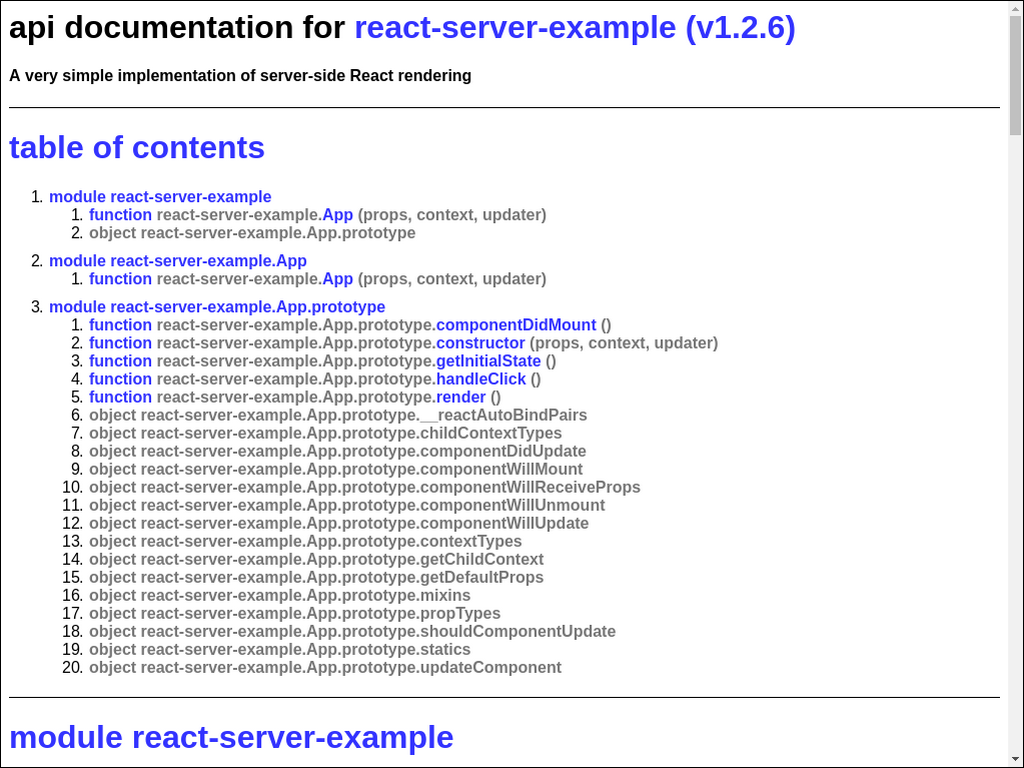 api documentation for react-server-example (v1.2.6)
A very simple implementation of server-side React rendering
table of contents
1. module react-server-example
1. function react-server-example.App (props, context, updater)
2. object react-server-example.App.prototype
2. module react-server-example.App
1. function react-server-example.App (props, context, updater)
3. module react-server-example.App.prototype
1. function react-server-example.App.prototype.componentDidMount ()
2. function react-server-example.App.prototype.constructor (props, context, updater)
3. function react-server-example.App.prototype.getInitialState ()
4. function react-server-example.App.prototype.handleClick ()
5. function react-server-example.App.prototype.render ()
6. object react-server-example.App.prototype.__reactAutoBindPairs
7. object react-server-example.App.prototype.childContextTypes
8. object react-server-example.App.prototype.componentDidUpdate
9. object react-server-example.App.prototype.componentWillMount
10. object react-server-example.App.prototype.componentWillReceiveProps
11. object react-server-example.App.prototype.componentWillUnmount
12. object react-server-example.App.prototype.componentWillUpdate
13. object react-server-example.App.prototype.contextTypes
14. object react-server-example.App.prototype.getChildContext
15. object react-server-example.App.prototype.getDefaultProps
16. object react-server-example.App.prototype.mixins
17. object react-server-example.App.prototype.propTypes
18. object react-server-example.App.prototype.shouldComponentUpdate
19. object react-server-example.App.prototype.statics
20. object react-server-example.App.prototype.updateComponent
module react-server-example